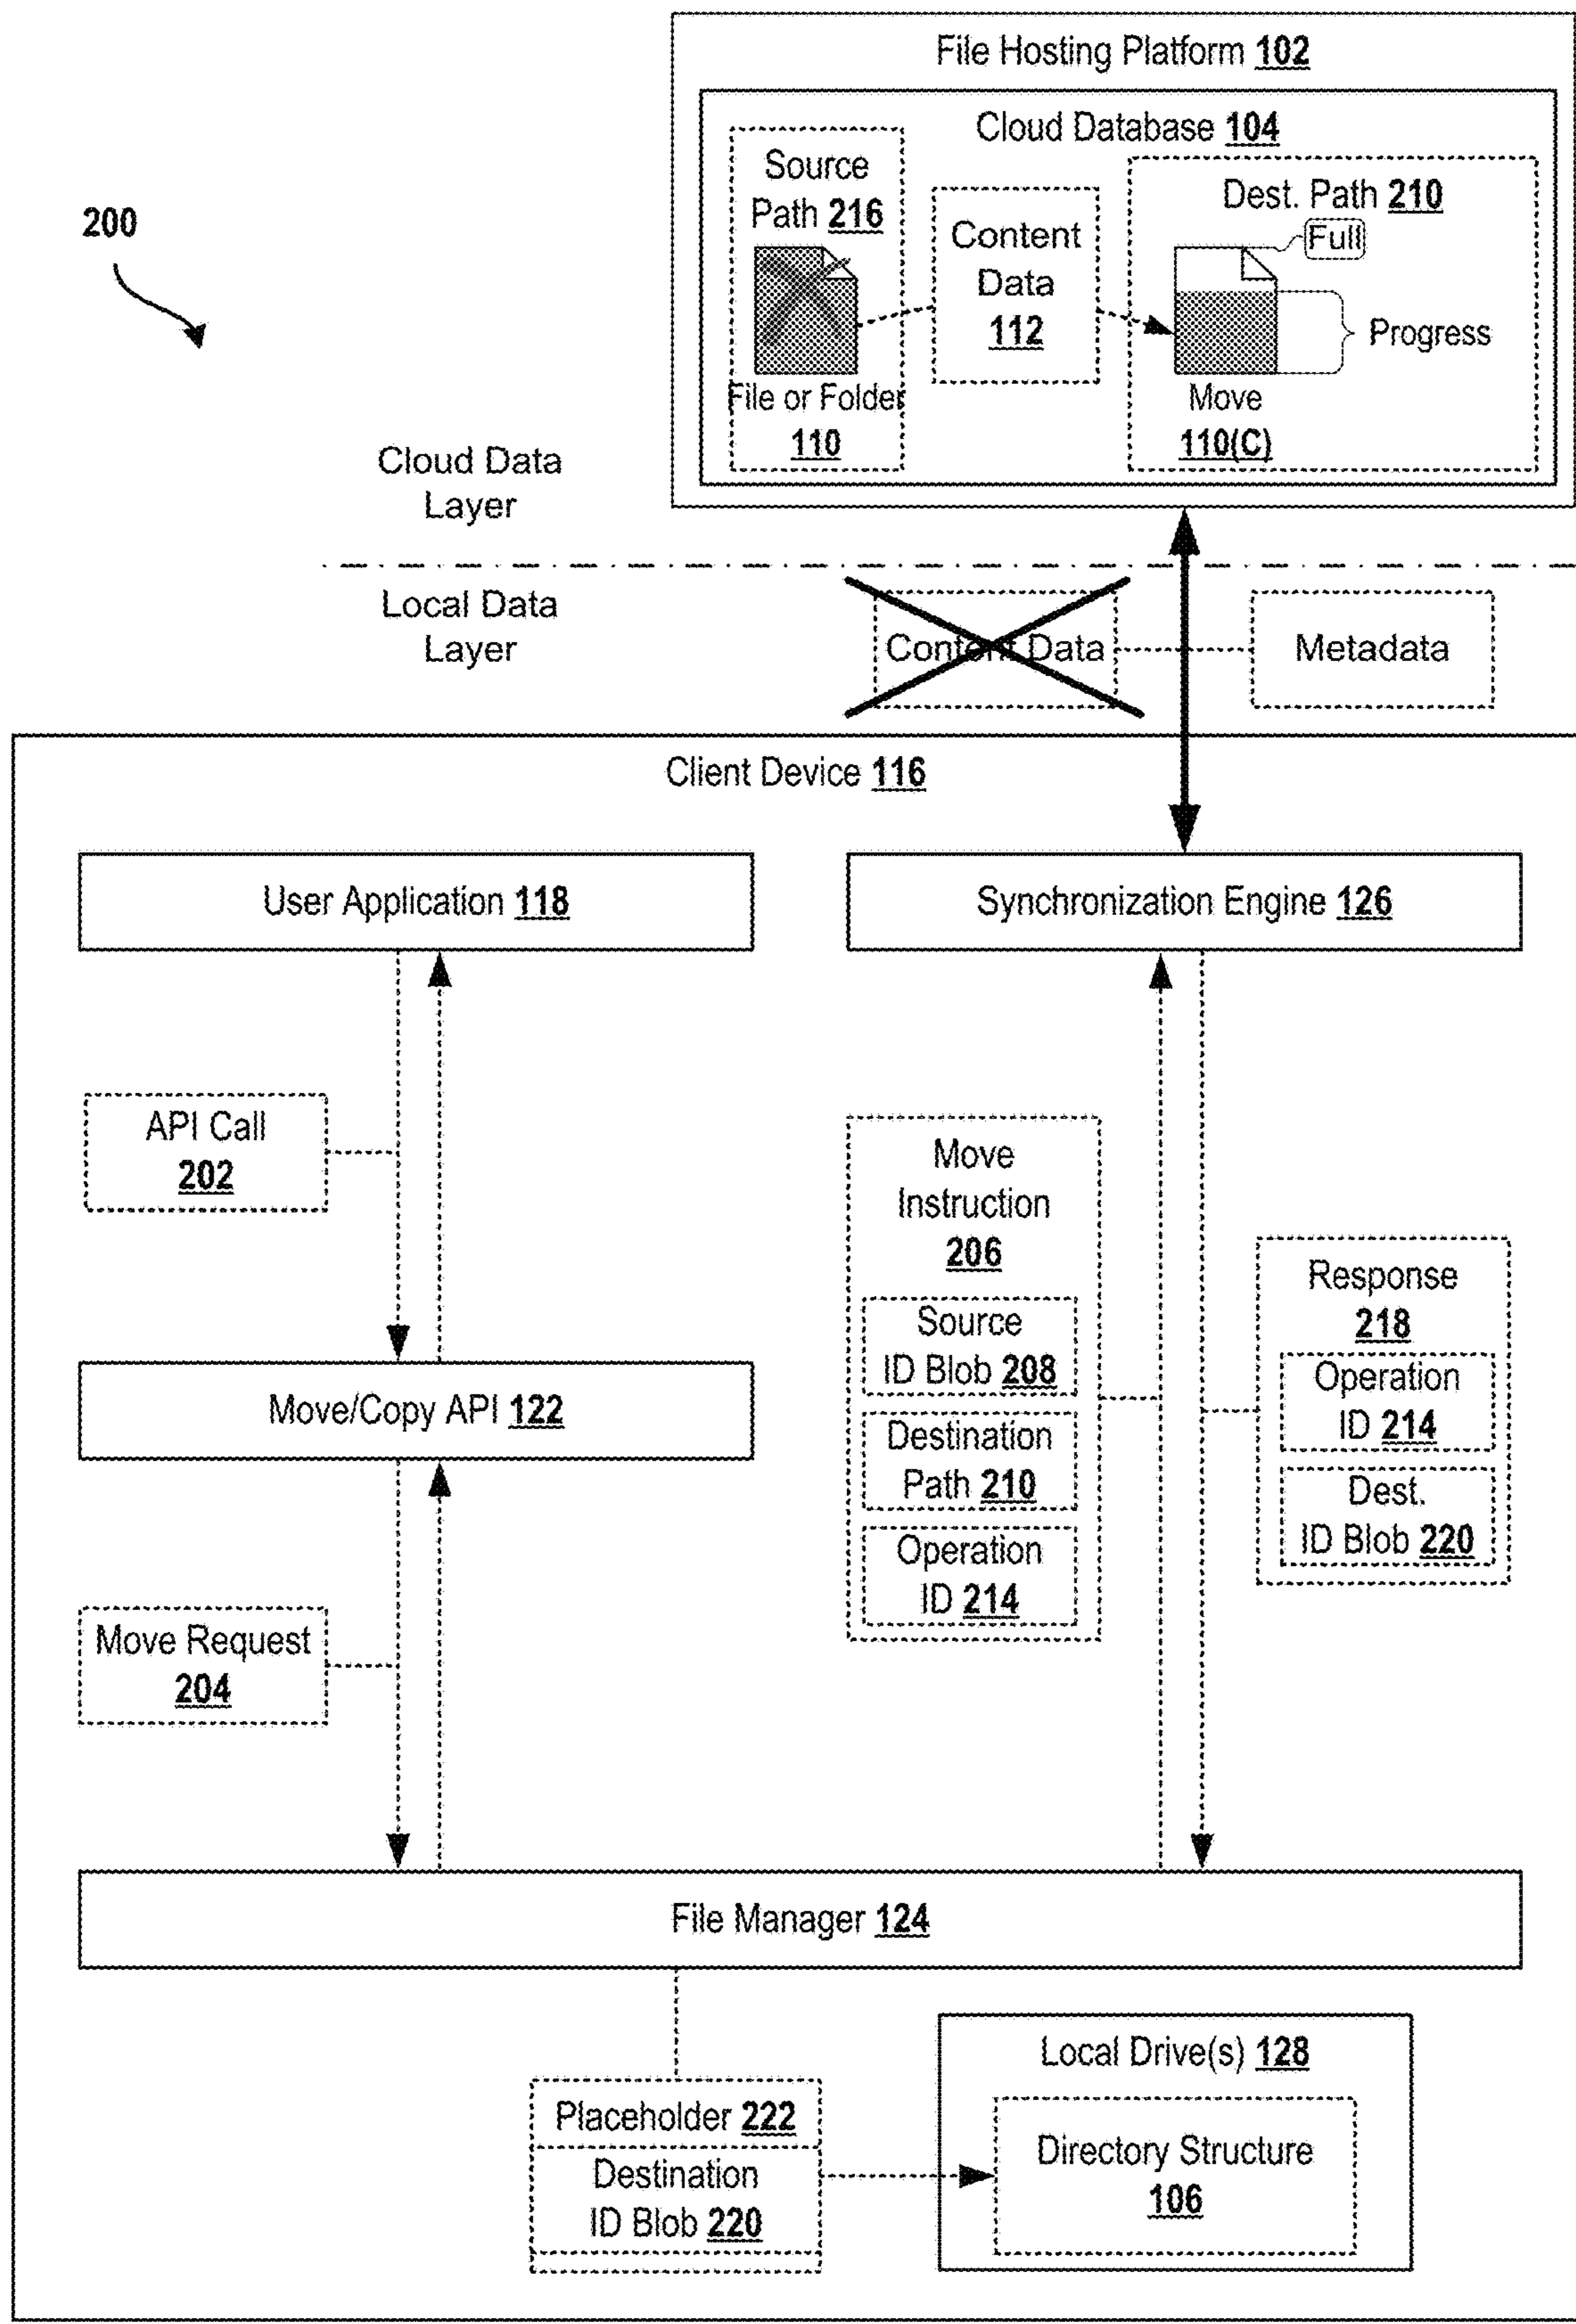 File Hosting Platform 102
Cloud Database 104
Source
Path 216
Content
Data
112
Dest. Path 210
Full
Progress
File or Folder
110
Move
110(C)
200
Cloud Data
Layer
Local Data
Layer
Content Data
Metadata
Client Device 116
User Application 118
Synchronization Engine 126
API Call
202
Move
Instruction
206
Source
ID Blob 208
Destination
Path 210
Operation
ID 214
Response
218
Operation
ID 214
Dest.
ID Blob 220
Move/Copy API 122
Move Request
204
File Manager 124
Placeholder 222
Destination
ID Blob 220
Local Drive(s) 128
Directory Structure
106